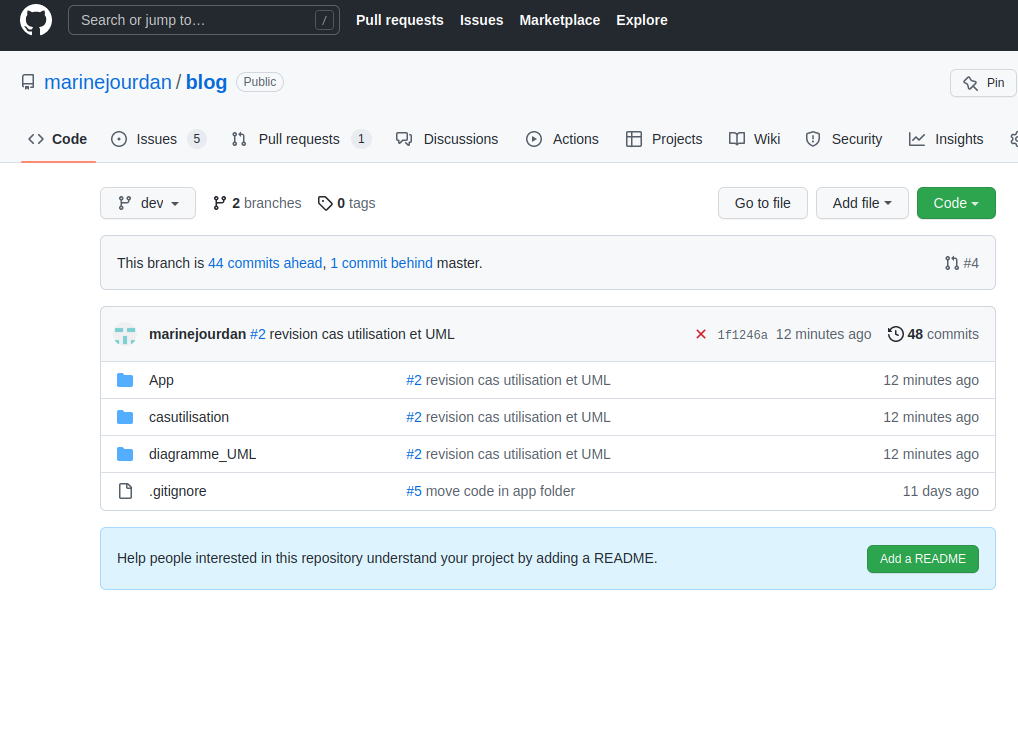 Search or jump to… / Pull requests Issues Marketplace Explore
marinejourdan / blog Public Pin
Code Issues 5 Pull requests 1 Discussions Actions Projects Wiki Security Insights
dev 2 branches 0 tags Go to file Add file Code
This branch is 44 commits ahead, 1 commit behind master. #4
marinejourdan #2 revision cas utilisation et UML 1f1246a 12 minutes ago 48 commits
App #2 revision cas utilisation et UML 12 minutes ago
casutilisation #2 revision cas utilisation et UML 12 minutes ago
diagramme_UML #2 revision cas utilisation et UML 12 minutes ago
.gitignore #5 move code in app folder 11 days ago
Help people interested in this repository understand your project by adding a README. Add a README